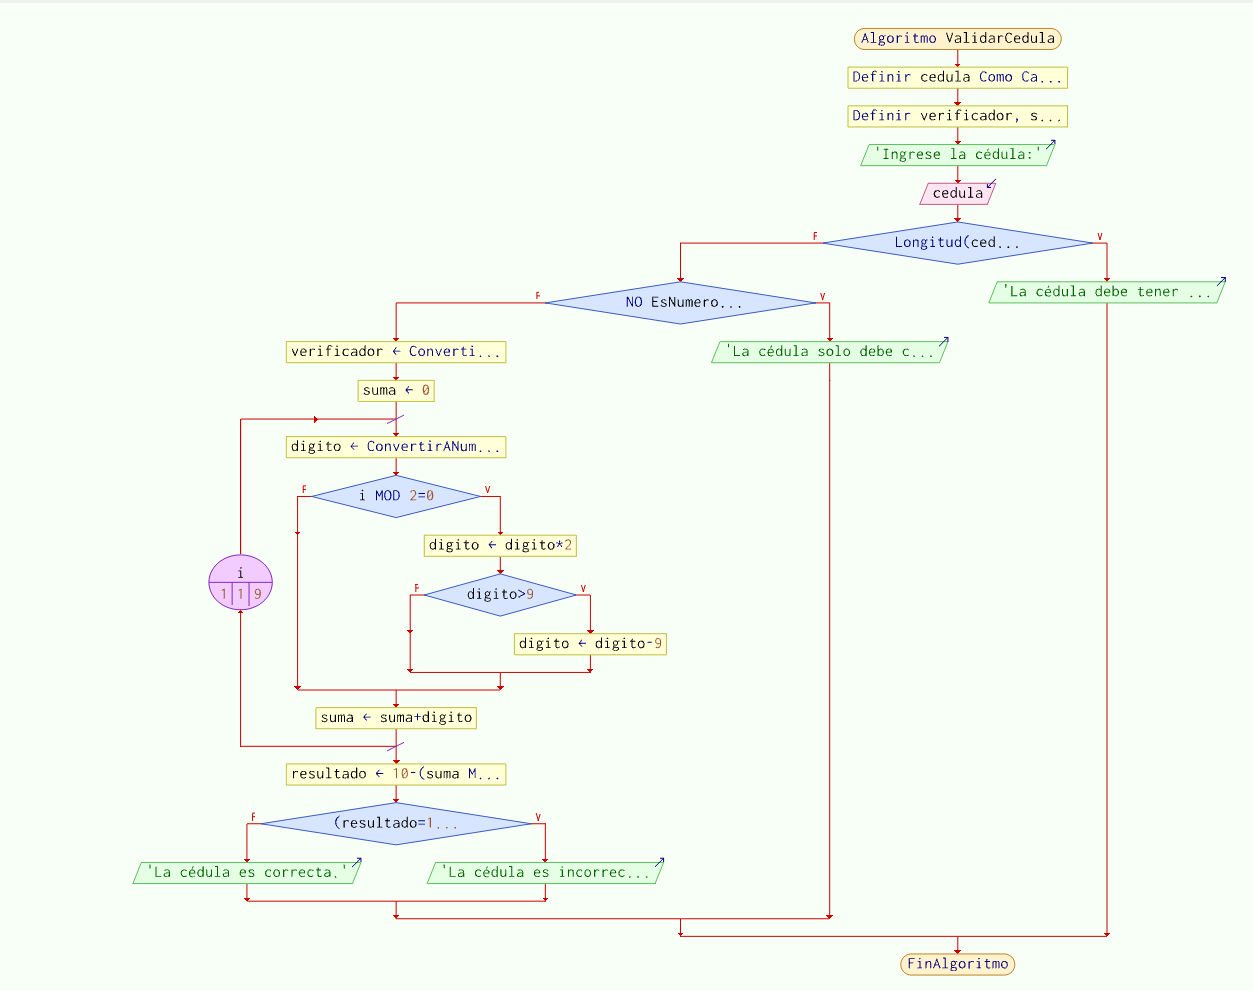 Algoritmo ValidarCedula
Definir cedula Como Ca...
Definir verificador, s...
'Ingrese la cédula:'
cedula
F
Longitud(ced...
V
F
NO EsNumero...
V
'La cédula debe tener ...
verificador ← Converti...
'La cédula solo debe c...
suma ← 0
digito ← ConvertirANum...
F
i MOD 2=0
V
digito ← digito*2
i
1 1 9
F
digito>9
V
digito ← digito-9
suma ← suma+digito
resultado ← 10-(suma M...
F
(resultado=1...
V
'La cédula es correcta.'
'La cédula es incorrec...
FinAlgoritmo